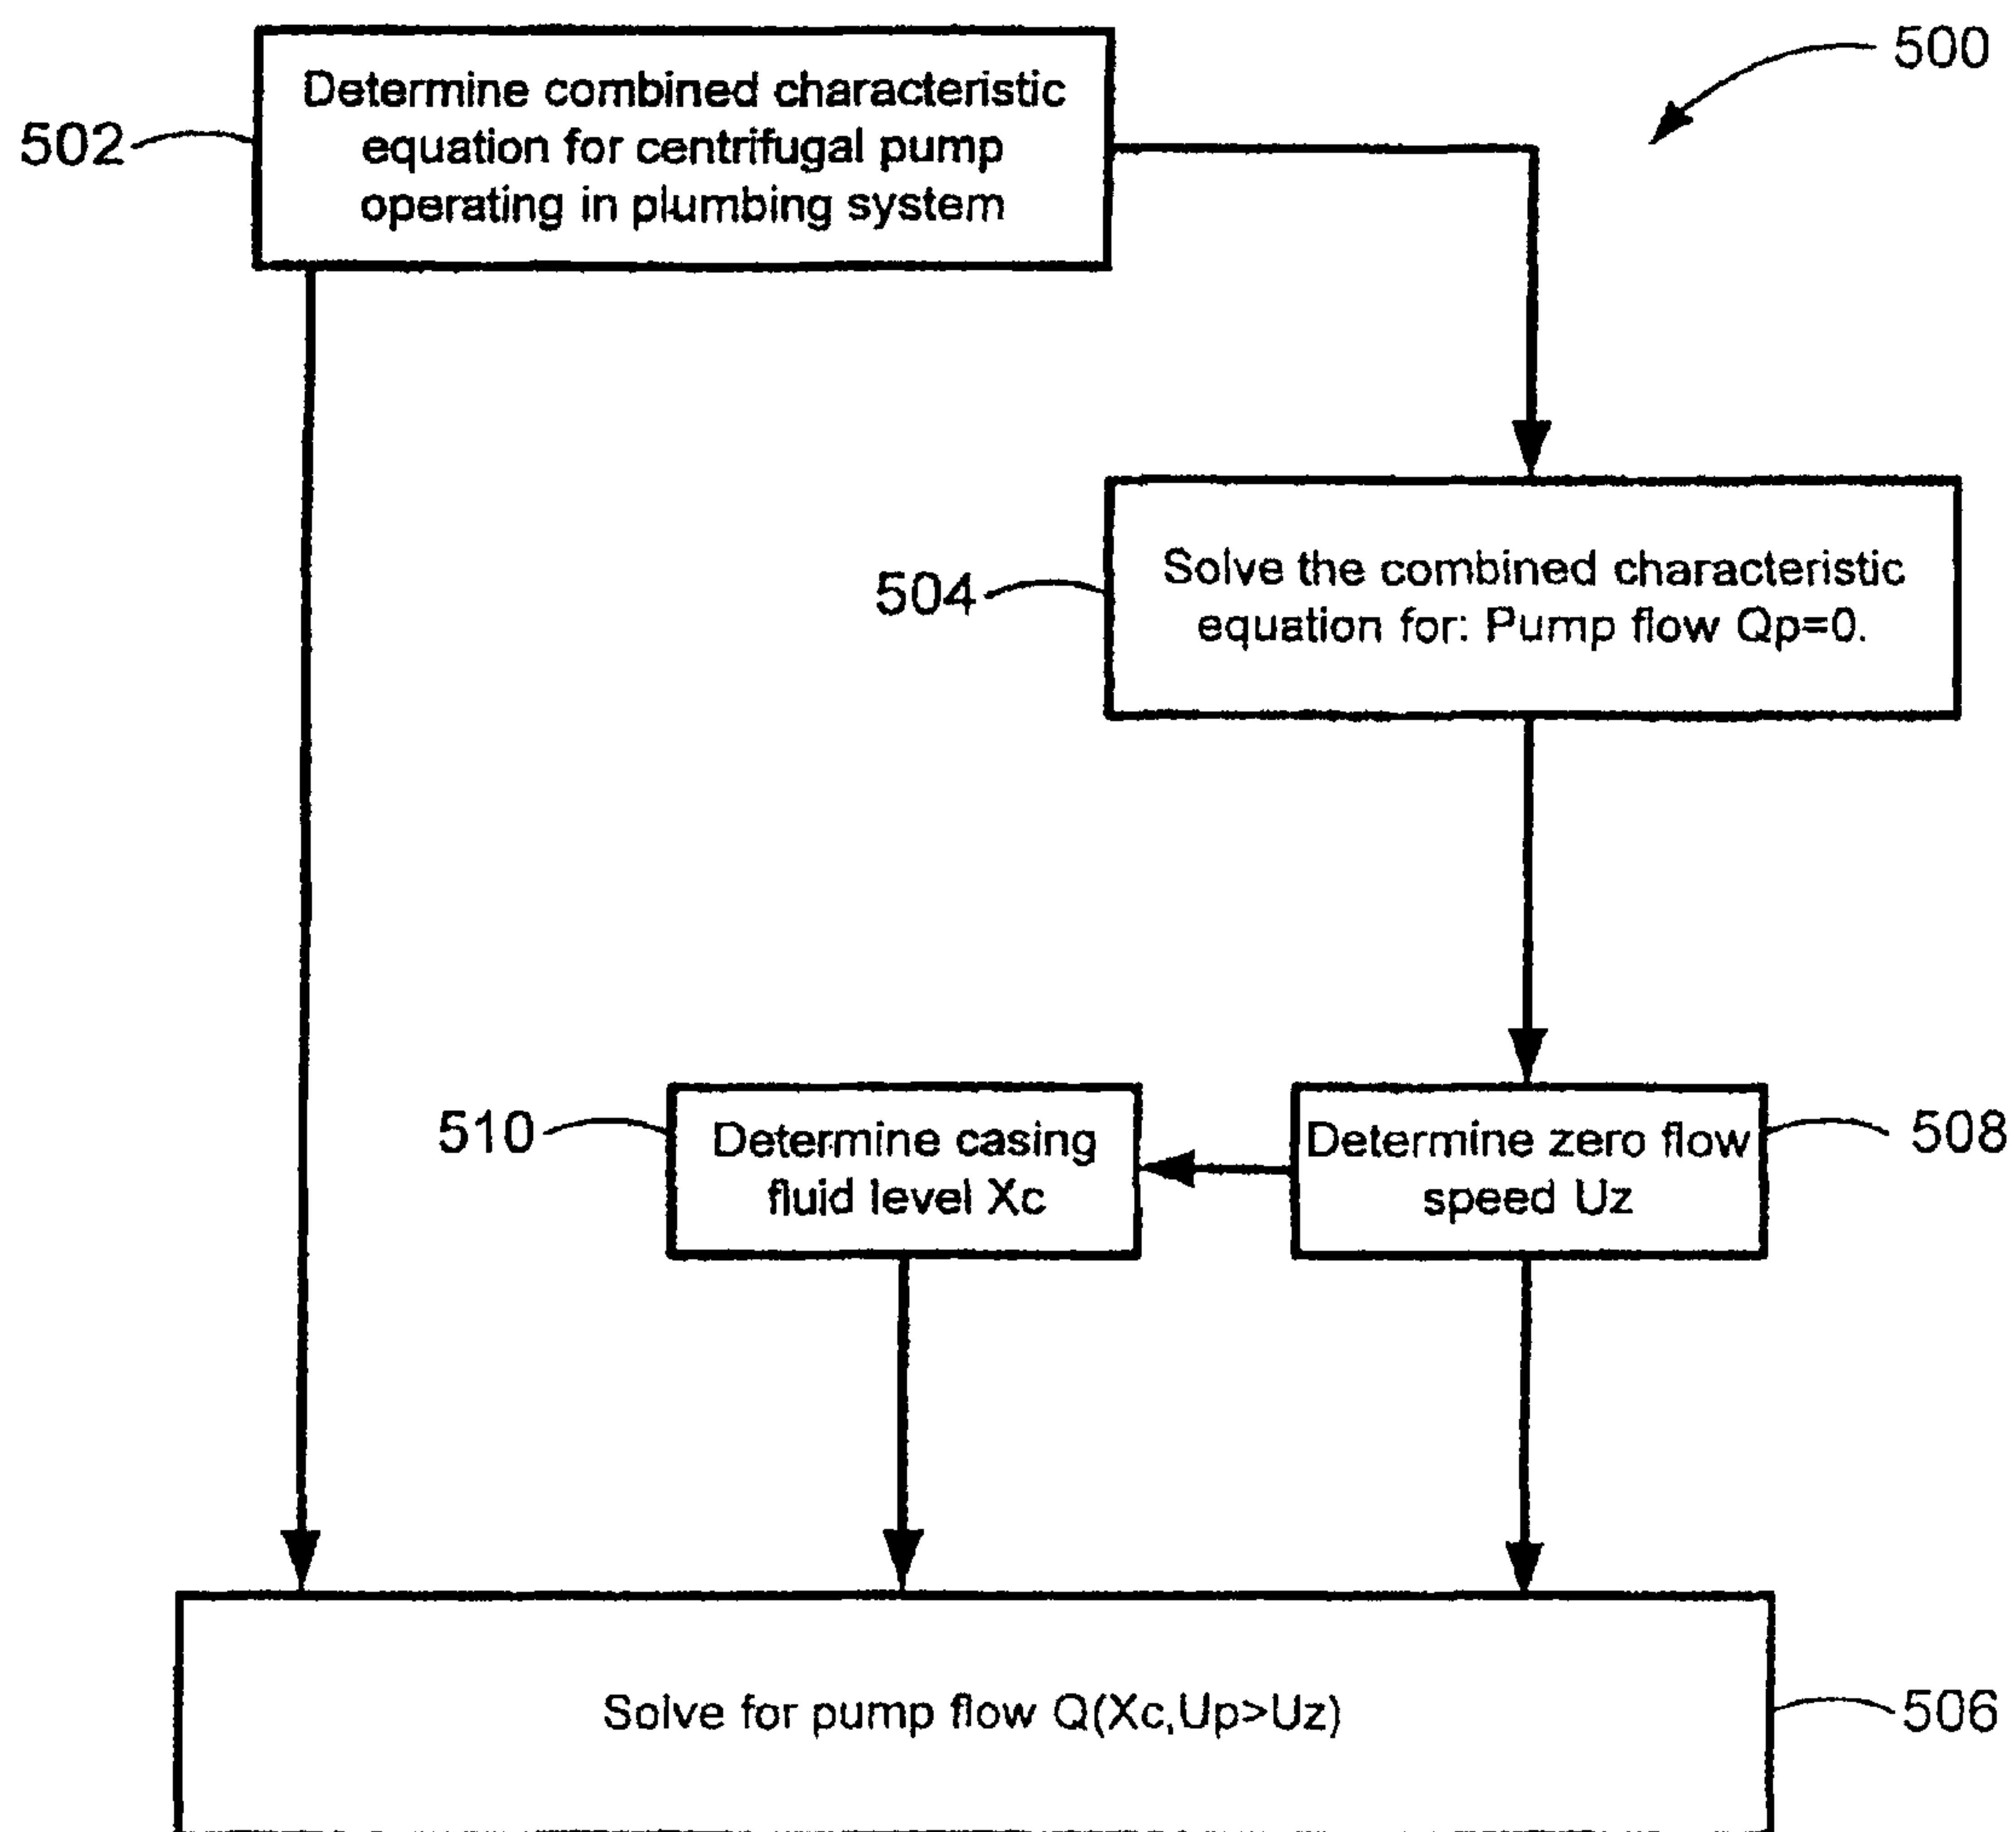 500
502
Determine combined characteristic
equation for centrifugal pump
operating in plumbing system
504
Solve the combined characteristic
equation for: Pump flow Qp=0.
510
Determine casing
fluid level Xc
Determine zero flow
speed Uz
508
Solve for pump flow Q(Xc,Up>Uz)
506